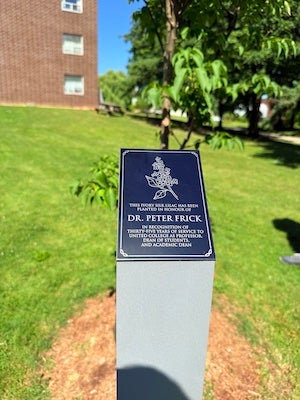 THIS IVORY SILK LILAC HAS BEEN
PLANTED IN HONOUR OF
DR. PETER FRICK
IN RECOGNITION OF
THIRTY-FIVE YEARS OF SERVICE TO
UNITED COLLEGE AS PROFESSOR,
DEAN OF STUDENTS,
AND ACADEMIC DEAN